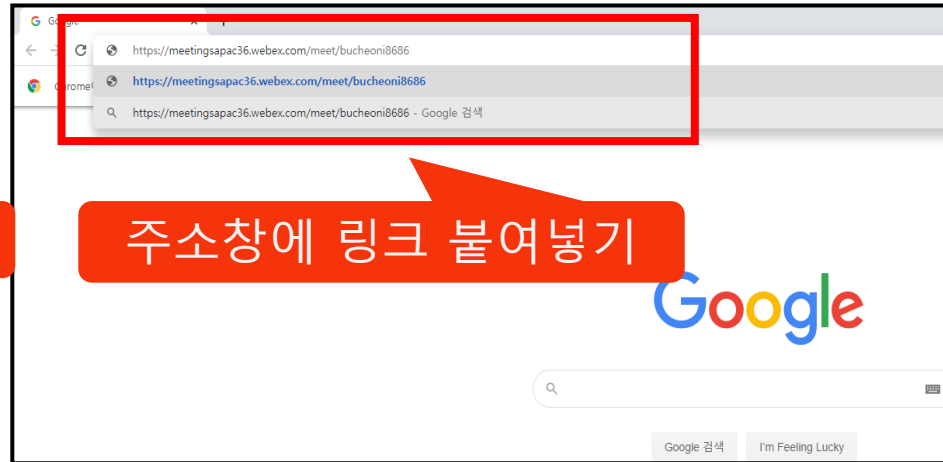 Google
https://meetingsapac36.webex.com/meet/bucheoni8686
Chrome
https://meetingsapac36.webex.com/meet/bucheoni8686
https://meetingsapac36.webex.com/meet/bucheoni8686 - Google 검색
주소창에 링크 붙여넣기
Google
Google 검색 I'm Feeling Lucky